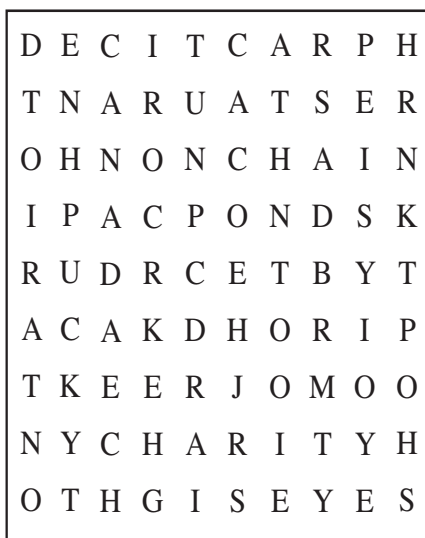 D E C I T C A R P H
T N A R U A T S E R
O H N O N C H A I N
I P A C P O N D S K
R U D R C E T B Y T
A C A K D H O R I P
T K E E R J O M O O
N Y C H A R I T Y H
O T H G I S E Y E S